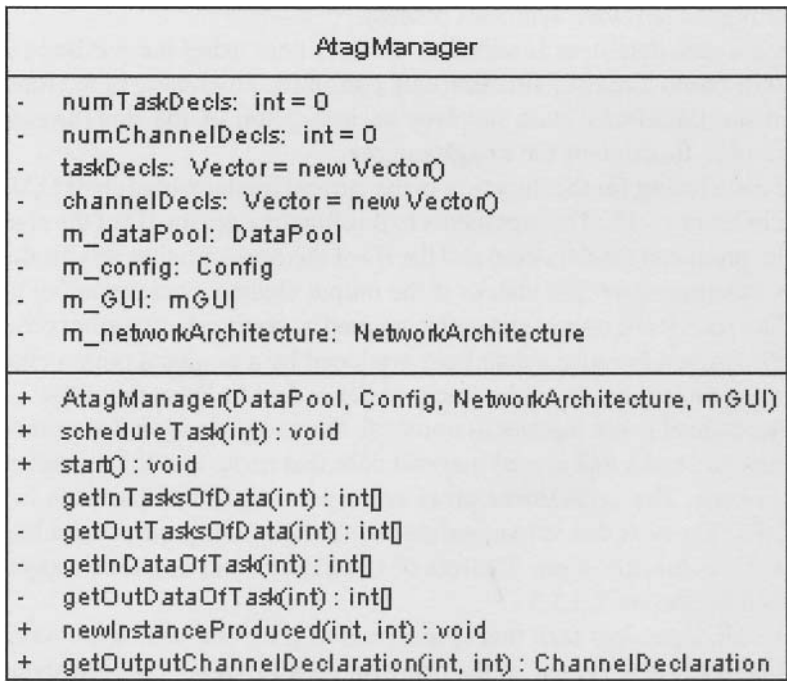 AtagManager
- numTaskDecls: int = 0
- numChannelDecls: int = 0
taskDecls: Vector = new Vector()
- channelDecls: Vector = new Vector()
- m_dataPool: DataPool
- m_config: Config
- m_GUI: mGUI
- m_networkArchitecture: NetworkArchitecture
+ AtagManager(DataPool, Config, NetworkArchitecture, mGUI)
+ scheduleTask(int) : void
+ start() : void
getInTasksOfData(int) : int[]
getOutTasksOfData(int) : int[]
getInDataOfTask(int) : int[]
getOutDataOfTask(int) : int[]
+ newInstanceProduced(int, int) : void
+ getOutputChannelDeclaration(int, int) : ChannelDeclaration